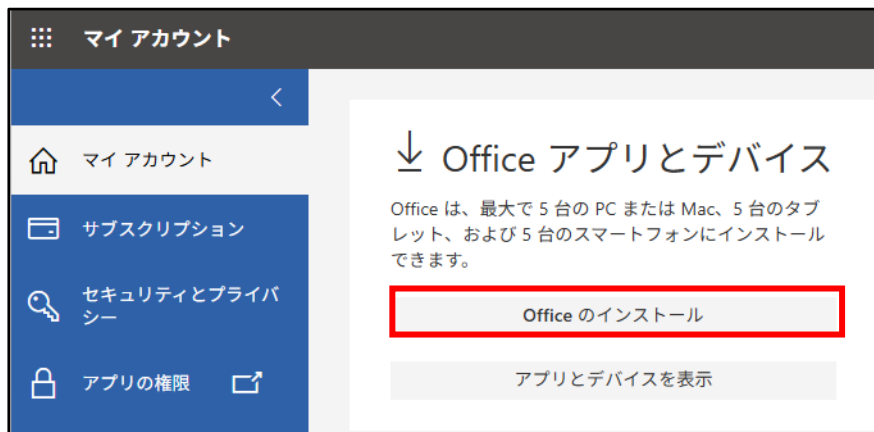 マイ アカウント
マイ アカウント
サブスクリプション
セキュリティとプライバ
シー
アプリの権限
Office アプリとデバイス
Office は、最大で 5 台の PC または Mac、5 台のタブ
レット、および 5 台のスマートフォンにインストール
できます。
Office のインストール
アプリとデバイスを表示